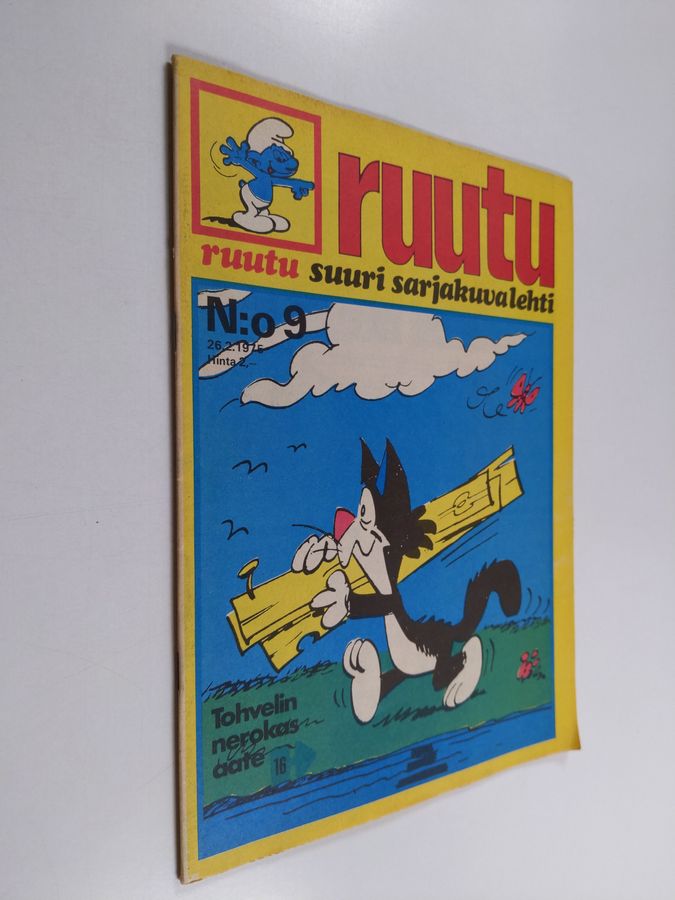 ruutu
ruutu suuri sarjakuvalehti
N:o 9
26.2.1975
Hinta 2,–
Tohvelin
nerokas
aate
16